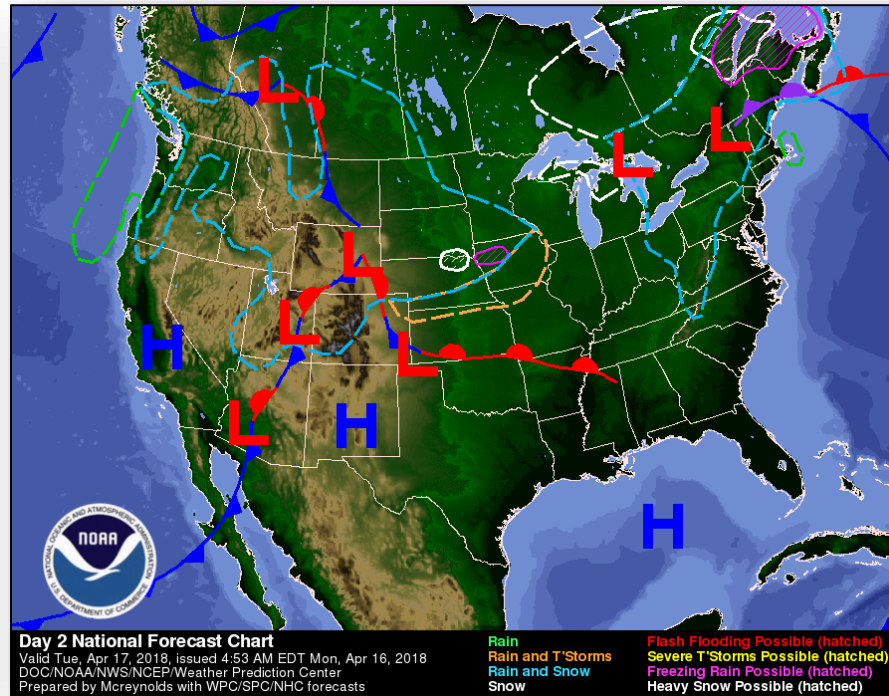 L
L
L
L
L
H
L
L
L
H
H
NATIONAL OCEANIC AND ATMOSPHERIC ADMINISTRATION
NOAA
U.S. DEPARTMENT OF COMMERCE
Day 2 National Forecast Chart
Valid Tue, Apr 17, 2018, issued 4:53 AM EDT Mon, Apr 16, 2018
DOC/NOAA/NWS/NCEP/Weather Prediction Center
Prepared by Mcreynolds with WPC/SPC/NHC forecasts
Rain
Rain and T'Storms
Rain and Snow
Snow
Flash Flooding Possible (hatched)
Severe T'Storms Possible (hatched)
Freezing Rain Possible (hatched)
Heavy Snow Possible (hatched)